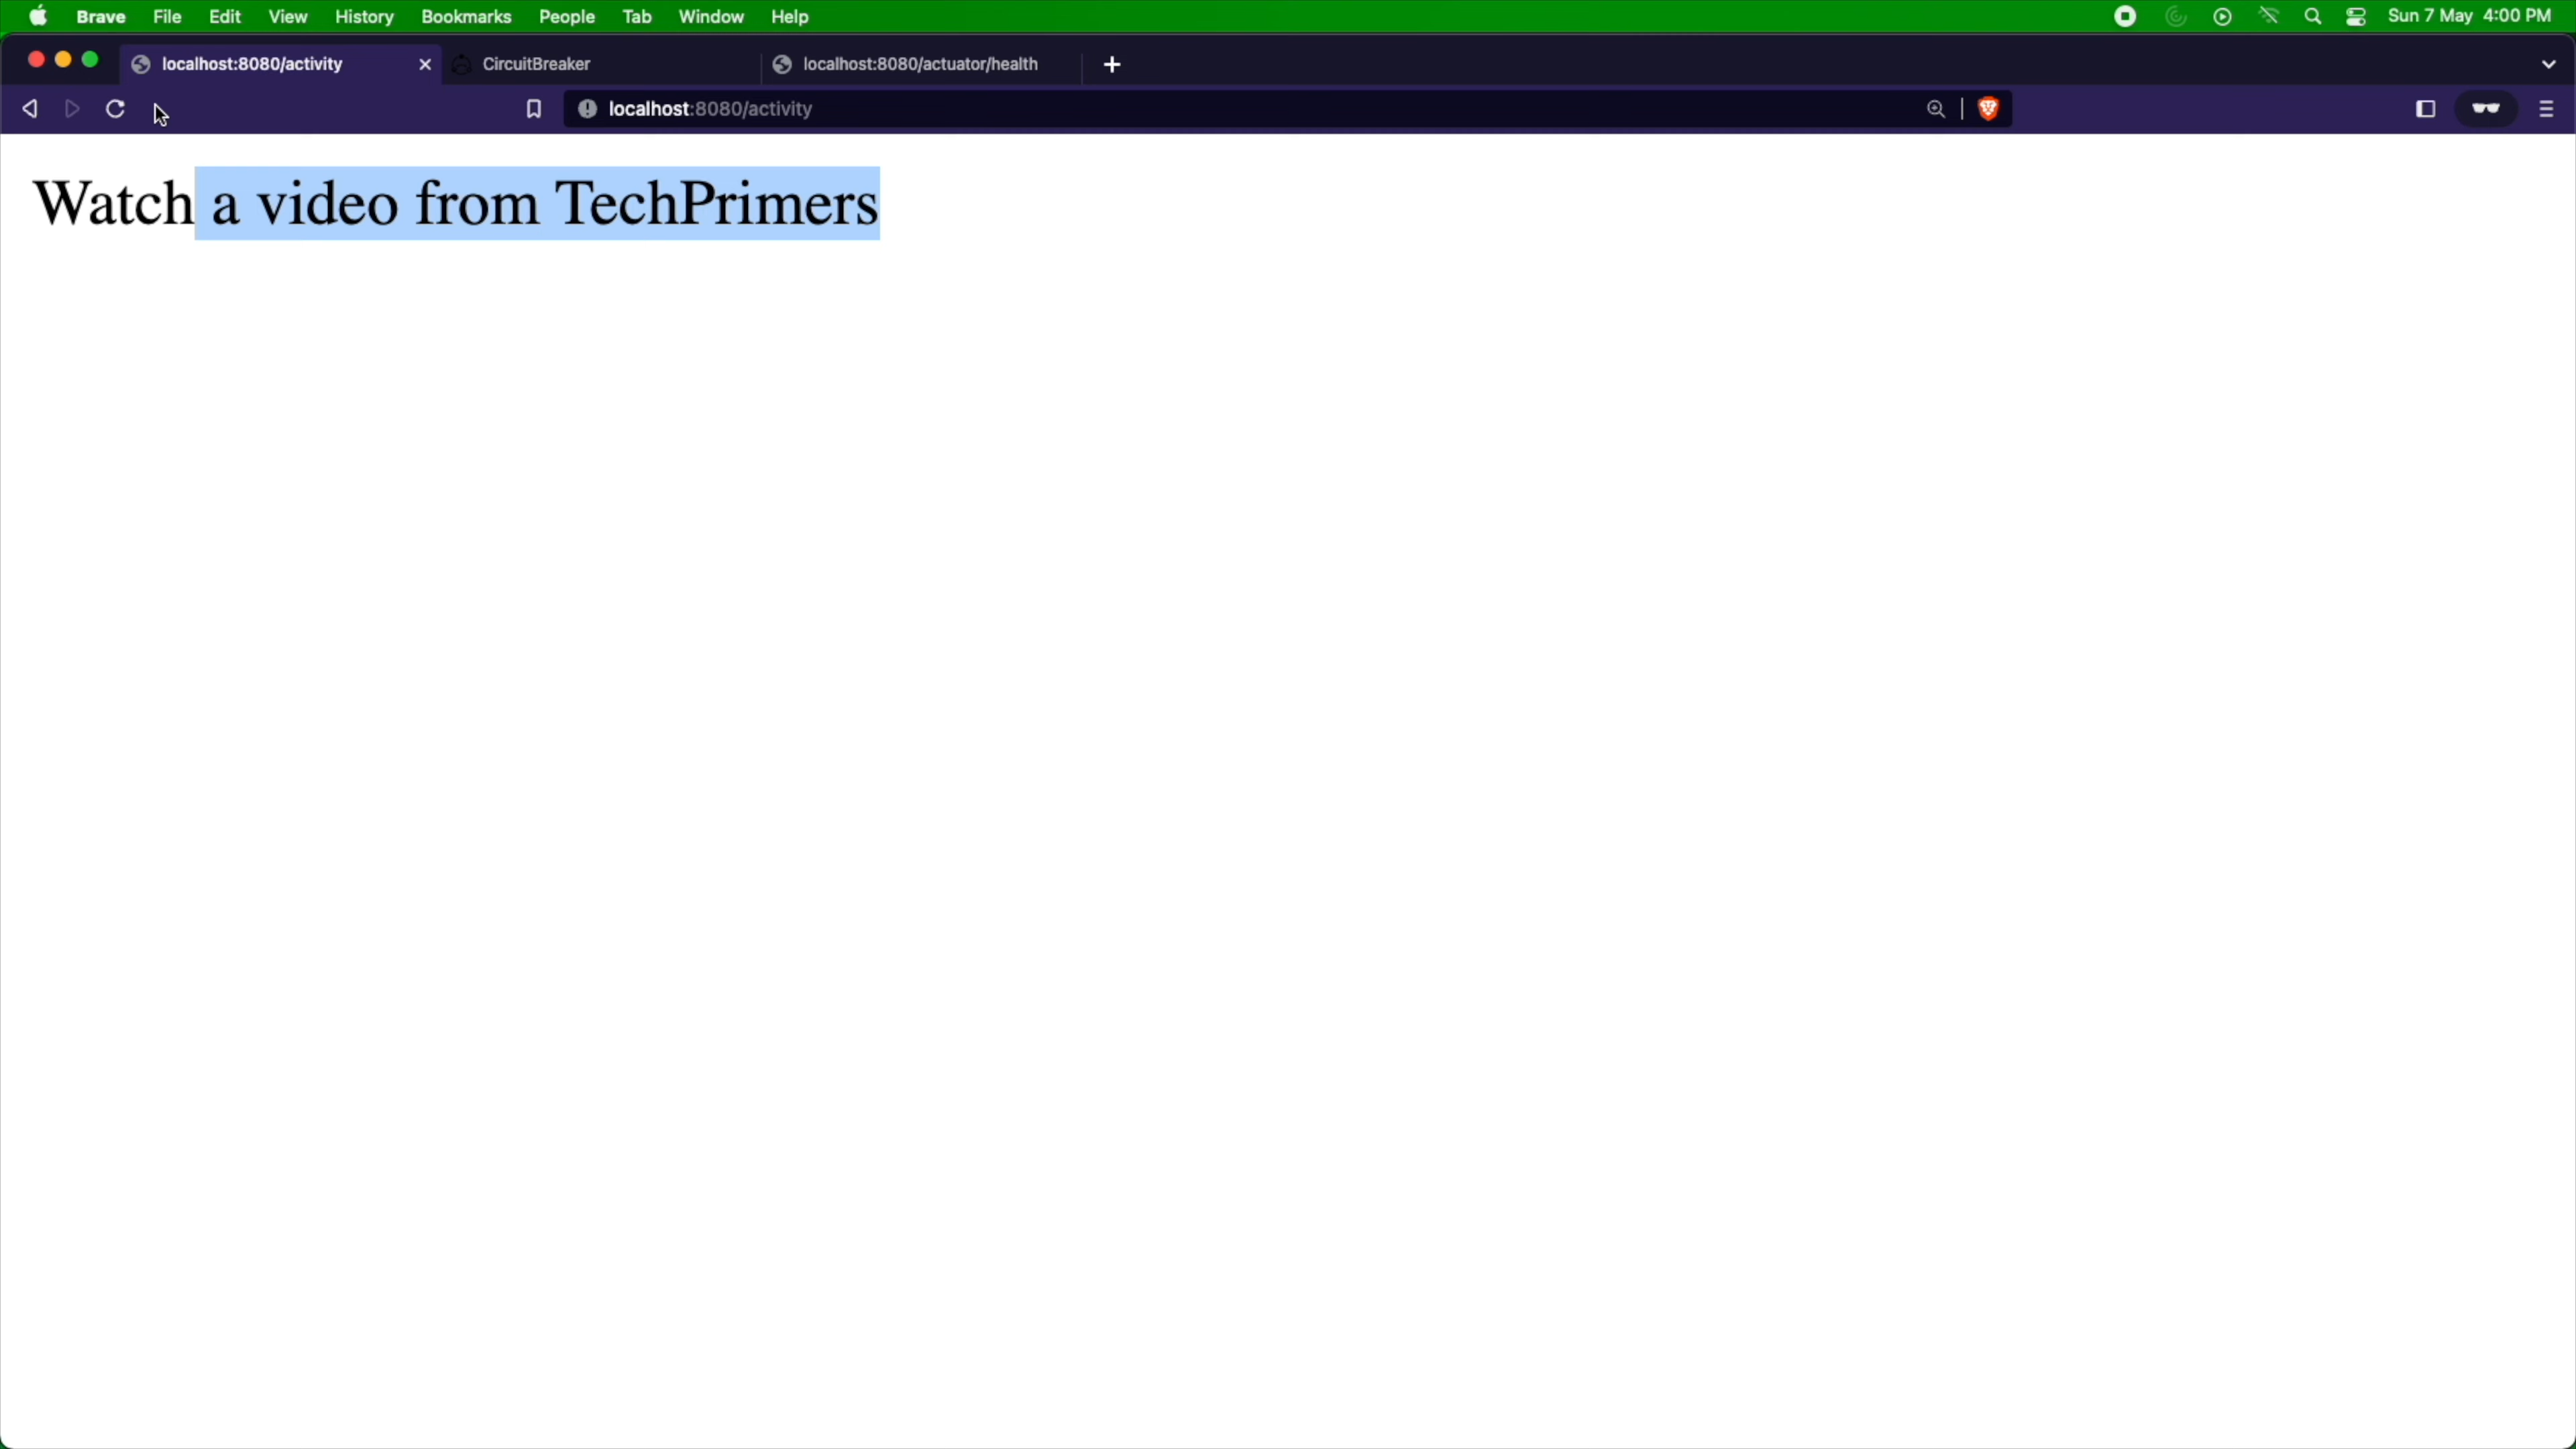 Brave File Edit View History Bookmarks People Tab Window Help Sun 7 May 4:00 PM
localhost:8080/activity CircuitBreaker localhost:8080/actuator/health
localhost:8080/activity
Watch a video from TechPrimers